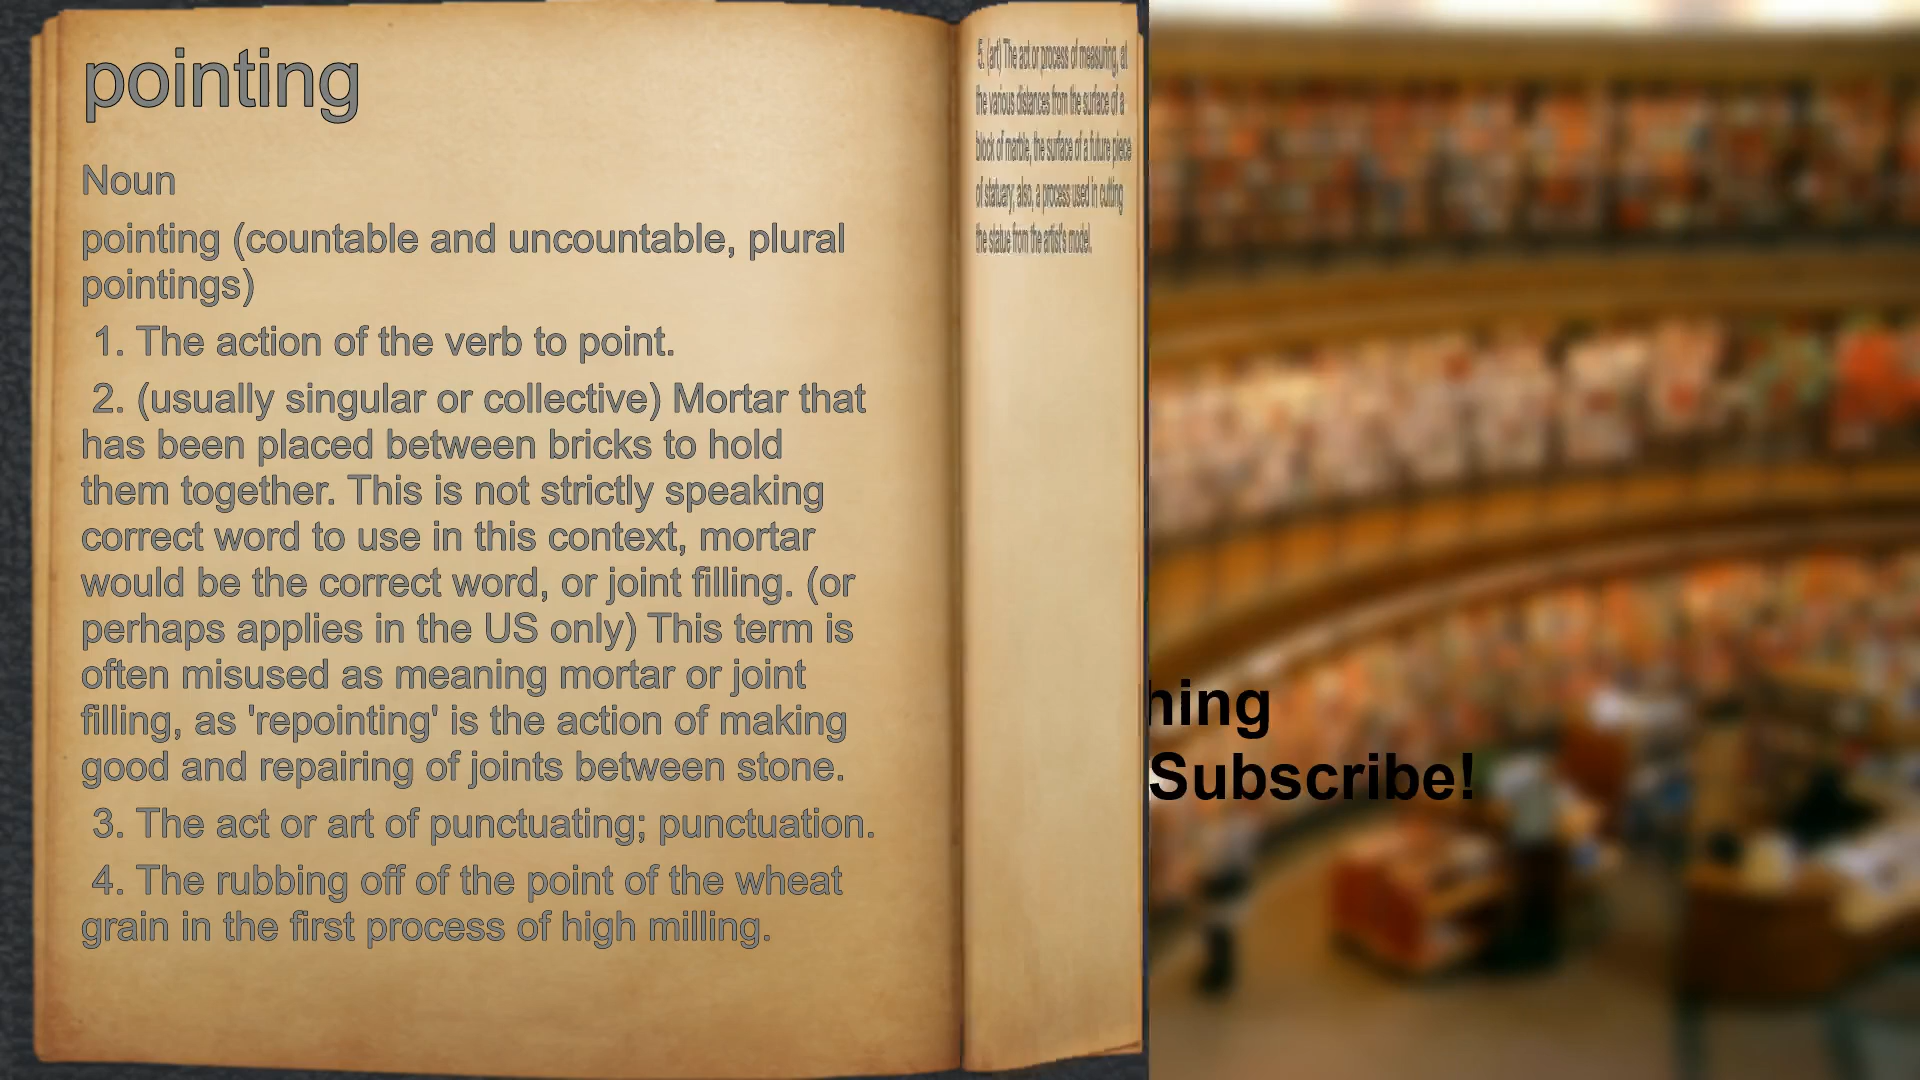 pointing
Noun
pointing (countable and uncountable, plural
pointings)
1. The action of the verb to point.
2. (usually singular or collective) Mortar that
has been placed between bricks to hold
them together. This is not strictly speaking
correct word to use in this context, mortar
would be the correct word, or joint filling. (or
perhaps applies in the US only) This term is
often misused as meaning mortar or joint
filling, as 'repointing' is the action of making
good and repairing of joints between stone.
3. The act or art of punctuating; punctuation.
4. The rubbing off of the point of the wheat
grain in the first process of high milling.
5. (art) The act or process of measuring, at
the various distances from the surface of a
block of marble, the surface of a future piece
of statuary; also, a process used in cutting
the statue from the artist's model.
hing
Subscribe!